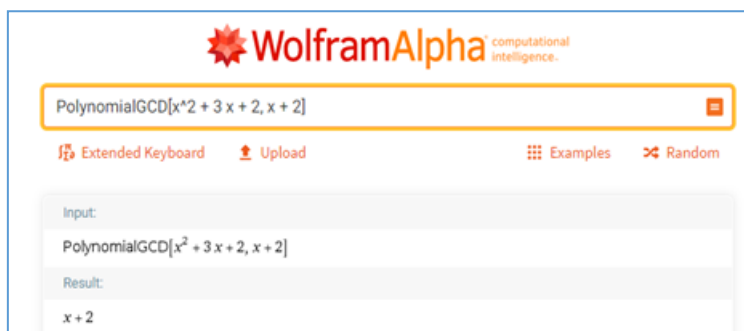 WolframAlpha computational
intelligence.
PolynomialGCD[x^2 + 3 x + 2, x + 2]
Extended Keyboard Upload Examples Random
Input:
PolynomialGCD[x² + 3 x + 2, x + 2]
Result:
x + 2